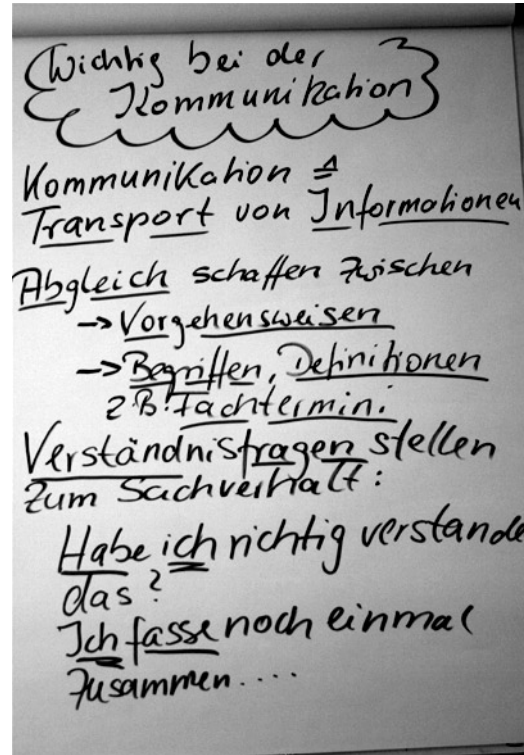 Wichtig bei der
Kommunikation
Kommunikation ≙
Transport von Informationen
Abgleich schaffen zwischen
→ Vorgehensweisen
→ Begriffen, Definitionen
z.B. Fachtermini
Verständnisfragen stellen
zum Sachverhalt:
Habe ich richtig verstande
das?
Ich fasse noch einmal
zusammen....